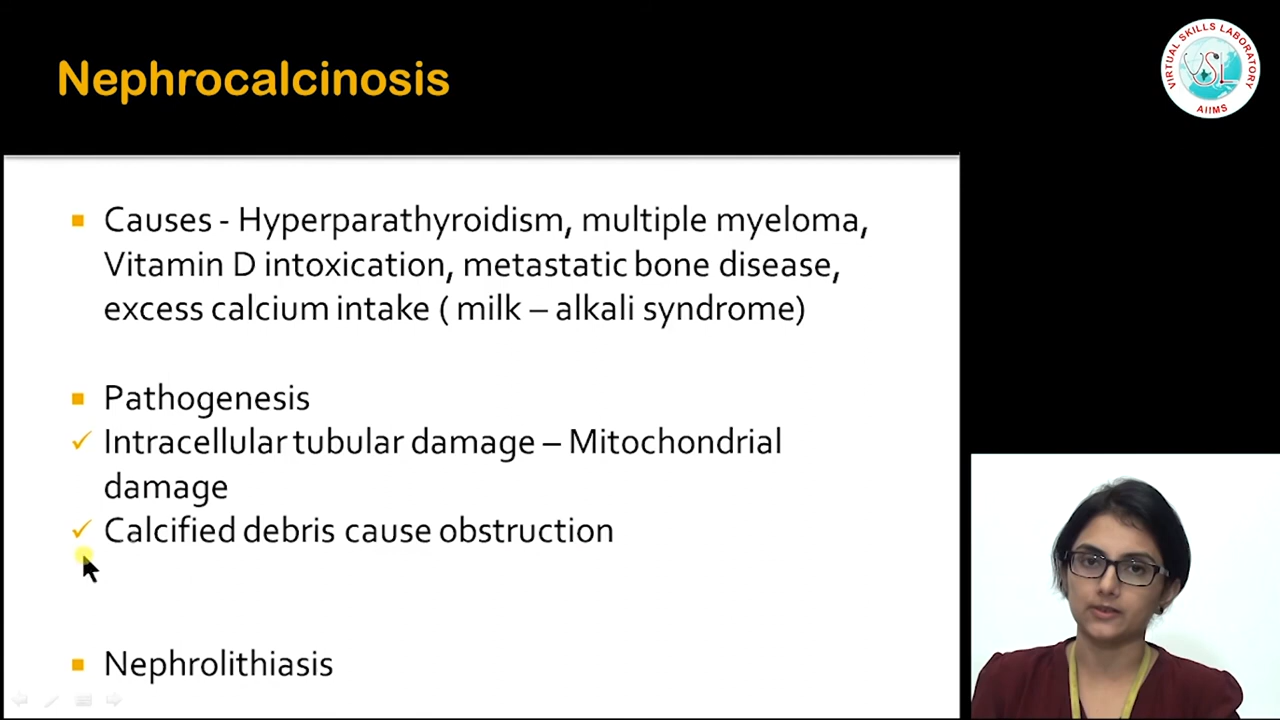 Nephrocalcinosis
VIRTUAL SKILLS LABORATORY
VSL
AIIMS
Causes - Hyperparathyroidism, multiple myeloma,
Vitamin D intoxication, metastatic bone disease,
excess calcium intake ( milk – alkali syndrome)
Pathogenesis
Intracellular tubular damage – Mitochondrial
damage
Calcified debris cause obstruction
Nephrolithiasis